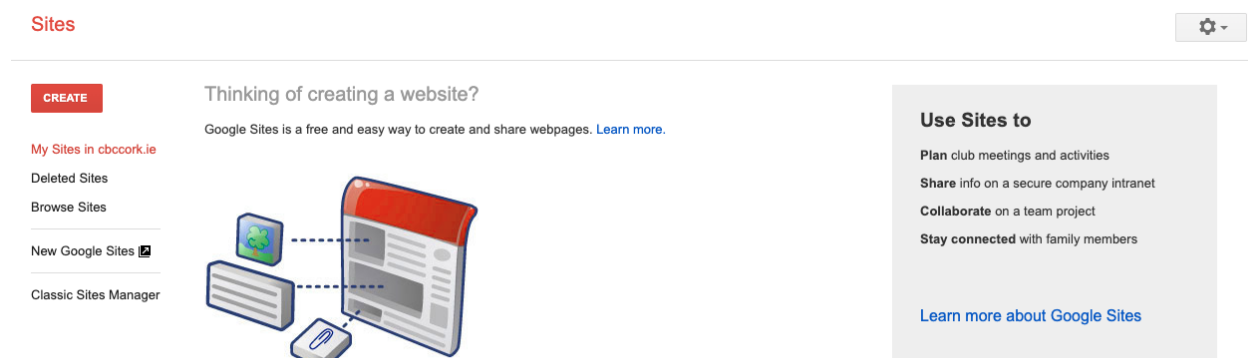 Sites
CREATE
My Sites in cbccork.ie
Deleted Sites
Browse Sites
New Google Sites
Classic Sites Manager
Thinking of creating a website?
Google Sites is a free and easy way to create and share webpages. Learn more.
Use Sites to
Plan club meetings and activities
Share info on a secure company intranet
Collaborate on a team project
Stay connected with family members
Learn more about Google Sites